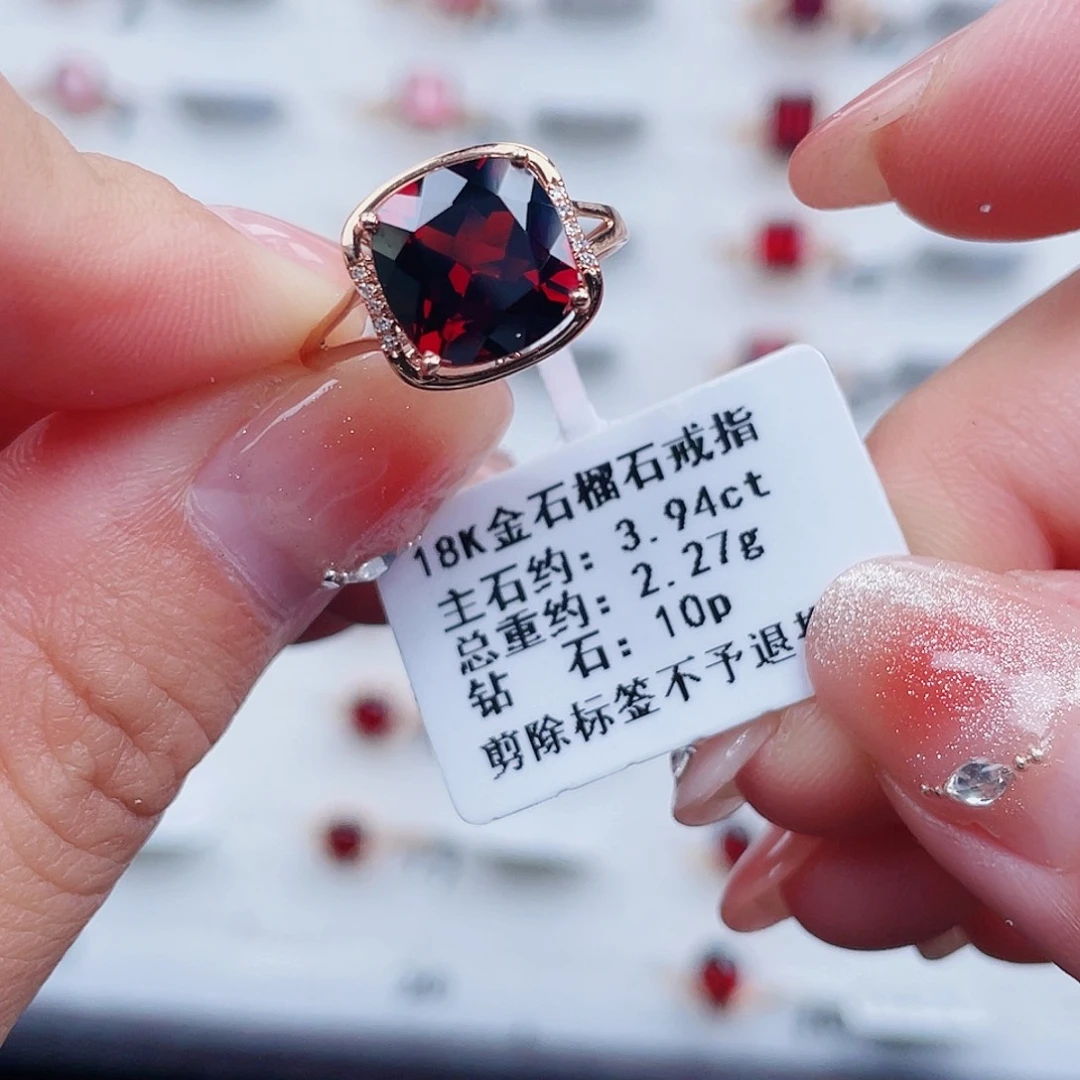 18K金石榴石戒指
主石约: 3.94ct
总重约: 2.27g
钻 石: 10p
剪除标签不予退